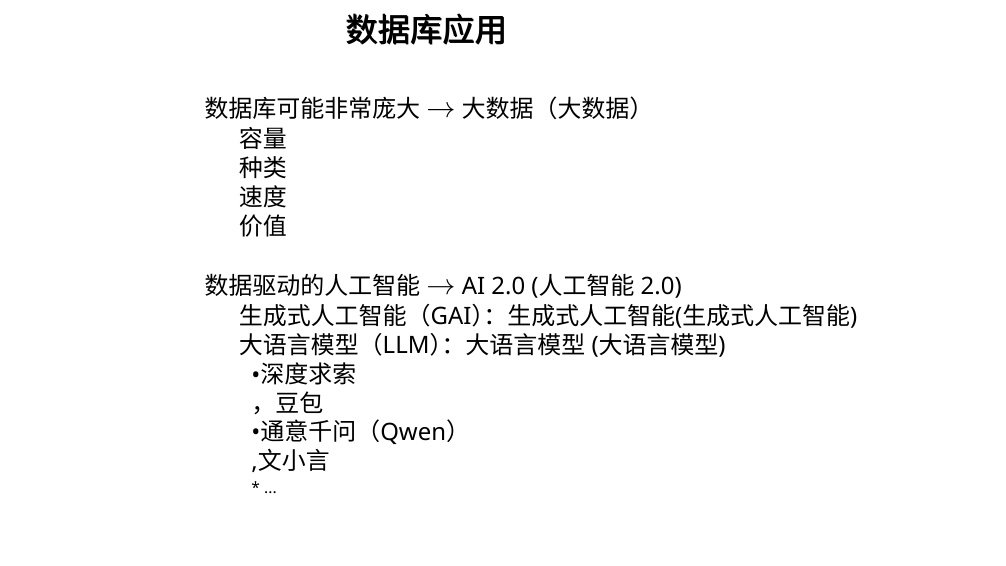 数据库应用
数据库可能非常庞大 → 大数据（大数据）
容量
种类
速度
价值
数据驱动的人工智能 → AI 2.0 (人工智能 2.0)
生成式人工智能（GAI）：生成式人工智能(生成式人工智能)
大语言模型（LLM）：大语言模型 (大语言模型)
•深度求索
，豆包
•通意千问（Qwen）
,文小言
* ...